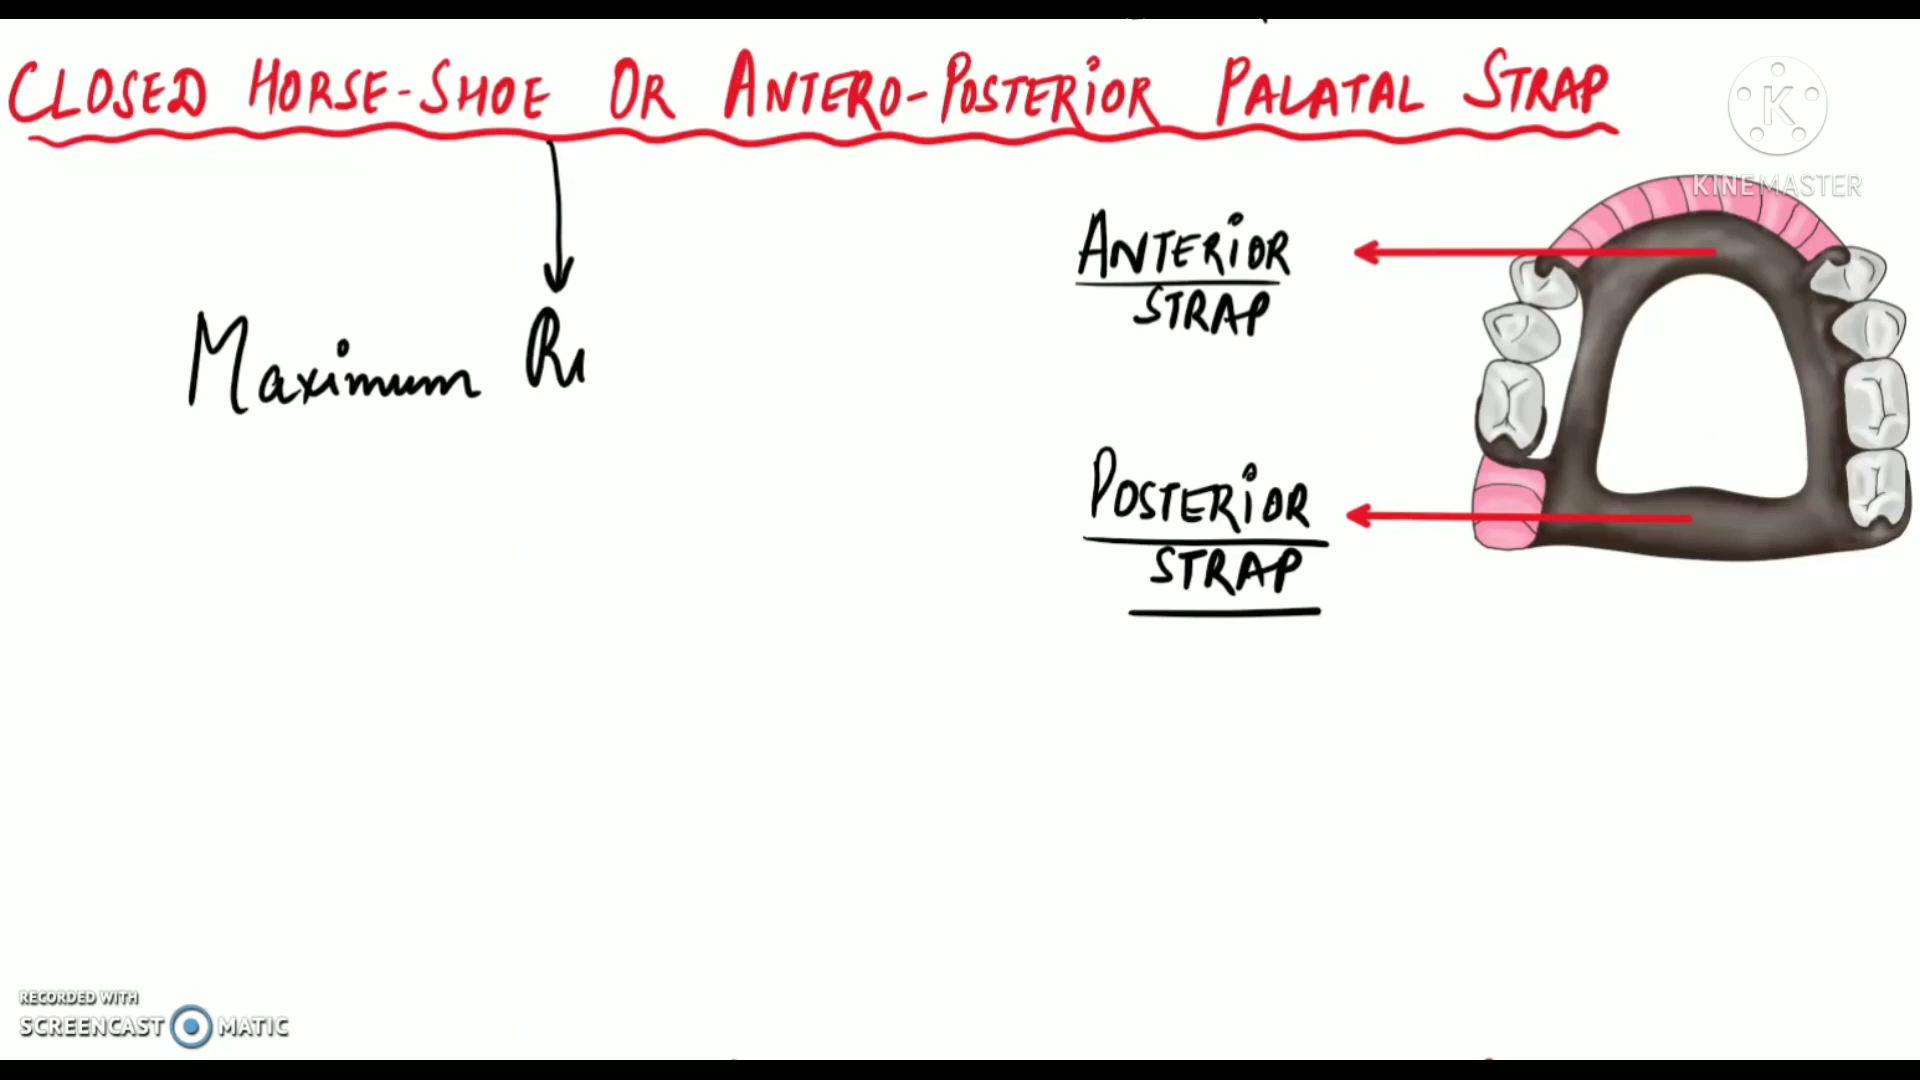 CLOSED HORSE-SHOE OR ANTERO-POSTERIOR PALATAL STRAP
KINEMASTER
ANTERIOR
STRAP
Maximum
POSTERIOR
STRAP
RECORDED WITH
SCREENCAST MATIC